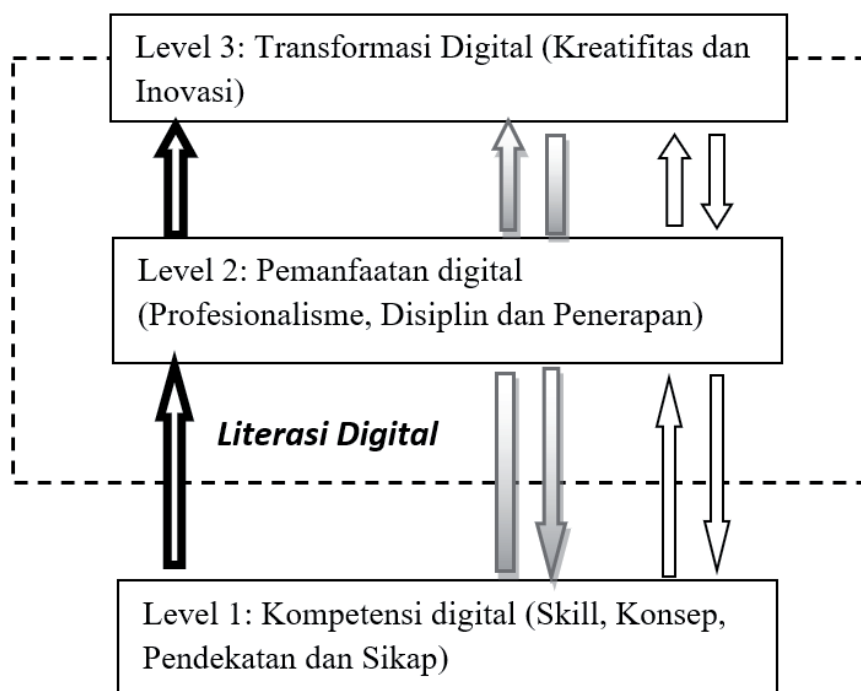 Level 3: Transformasi Digital (Kreatifitas dan
Inovasi)
Level 2: Pemanfaatan digital
(Profesionalisme, Disiplin dan Penerapan)
Literasi Digital
Level 1: Kompetensi digital (Skill, Konsep,
Pendekatan dan Sikap)